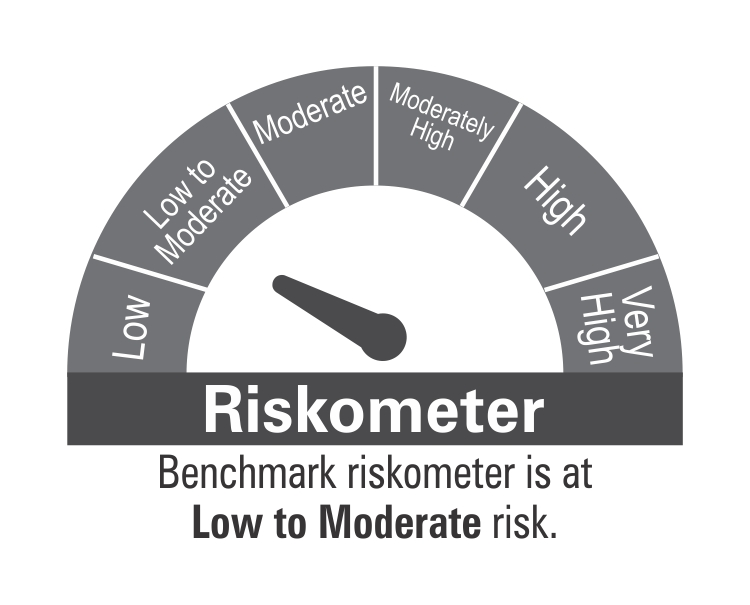 Low
Low to
Moderate
Moderate
Moderately
High
High
Very
High
Riskometer
Benchmark riskometer is at
Low to Moderate risk.